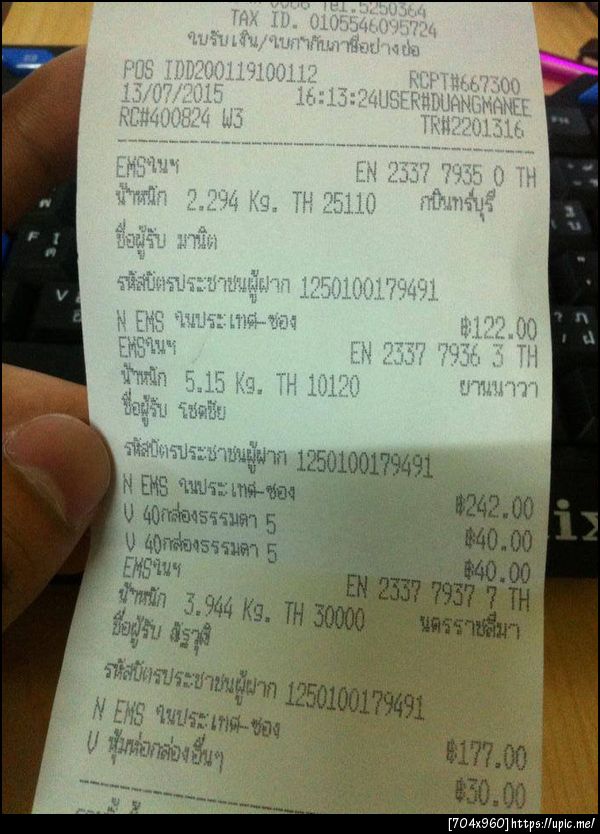 Tel.5250364
TAX ID. 0105546095724
ใบรับเงิน/ใบกำกับภาษีอย่างย่อ
POS IDD200119100112 RCPT#667300
13/07/2015 16:13:24USER#DUANGMANEE
RC#400824 W3 TR#2201316
EMSในฯ EN 2337 7935 0 TH
น้ำหนัก 2.294 Kg. TH 25110 กบินทร์บุรี
ชื่อผู้รับ มานิต
รหัสบัตรประชาชนผู้ฝาก 1250100179491
N EMS ในประเทศ-ซอง ฿122.00
EMSในฯ EN 2337 7936 3 TH
น้ำหนัก 5.15 Kg. TH 10120 ยานนาวา
ชื่อผู้รับ โชตชัย
รหัสบัตรประชาชนผู้ฝาก 1250100179491
N EMS ในประเทศ-ซอง ฿242.00
V 40กล่องธรรมดา 5 ฿40.00
V 40กล่องธรรมดา 5 ฿40.00
EMSในฯ EN 2337 7937 7 TH
น้ำหนัก 3.944 Kg. TH 30000 นครราชสีมา
ชื่อผู้รับ
รหัสบัตรประชาชนผู้ฝาก 1250100179491
N EMS ในประเทศ-ซอง ฿177.00
V หุ้มห่อกล่องอื่นๆ ฿30.00
[704x960]https://upic.me/